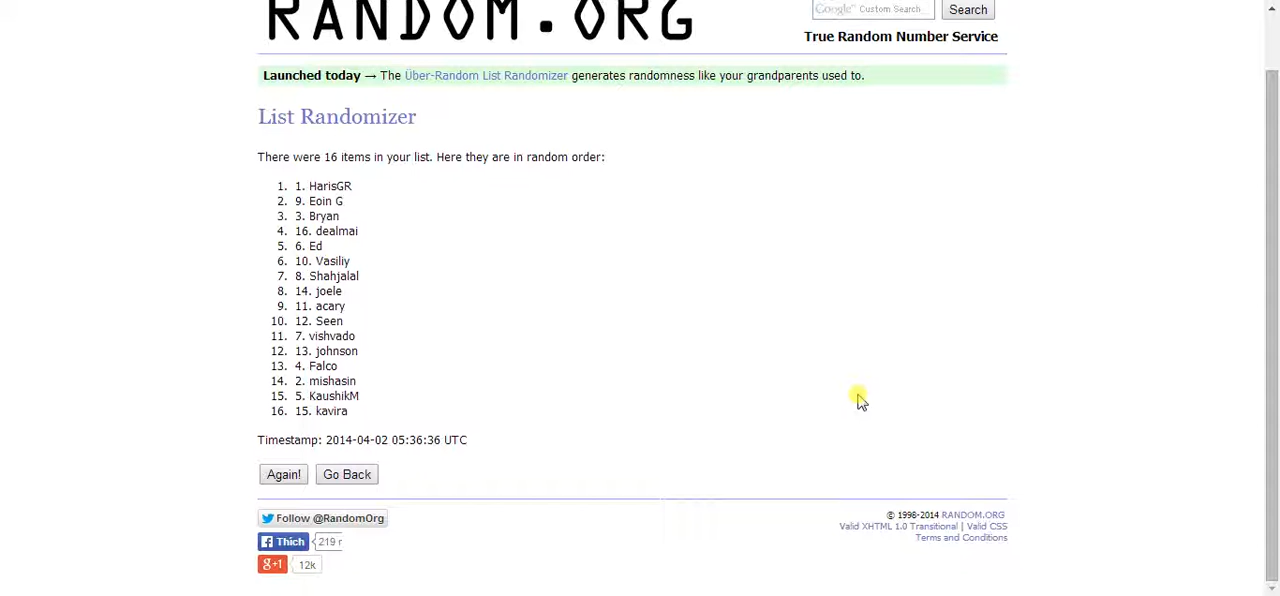 RANDOM.ORG
Google™ Custom Search
Search
True Random Number Service
Launched today → The Über-Random List Randomizer generates randomness like your grandparents used to.
List Randomizer
There were 16 items in your list. Here they are in random order:
1. 1. HarisGR
2. 9. Eoin G
3. 3. Bryan
4. 16. dealmai
5. 6. Ed
6. 10. Vasiliy
7. 8. Shahjalal
8. 14. joele
9. 11. acary
10. 12. Seen
11. 7. vishvado
12. 13. johnson
13. 4. Falco
14. 2. mishasin
15. 5. KaushikM
16. 15. kavira
Timestamp: 2014-04-02 05:36:36 UTC
Again! Go Back
Follow @RandomOrg
© 1998-2014 RANDOM.ORG
Valid XHTML 1.0 Transitional | Valid CSS
Terms and Conditions
Thich 219
g+1 12k